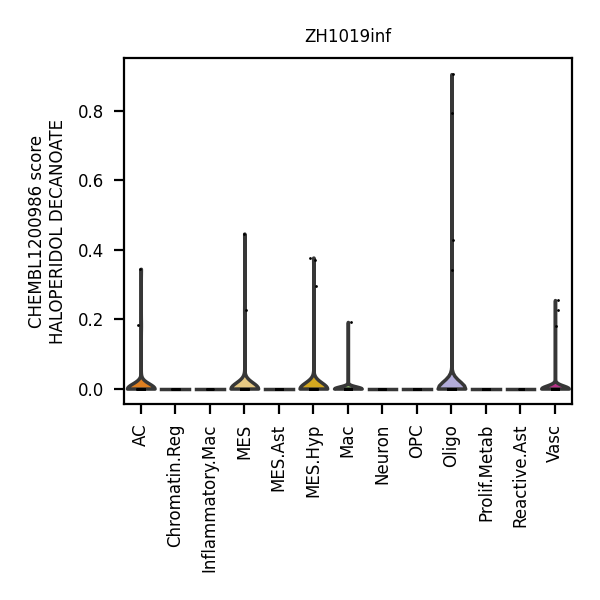 ZH1019inf
CHEMBL1200986 score
HALOPERIDOL DECANOATE
0.8
0.6
0.4
0.2
0.0
AC
Chromatin.Reg
Inflammatory.Mac
MES
MES.Ast
MES.Hyp
Mac
Neuron
OPC
Oligo
Prolif.Metab
Reactive.Ast
Vasc